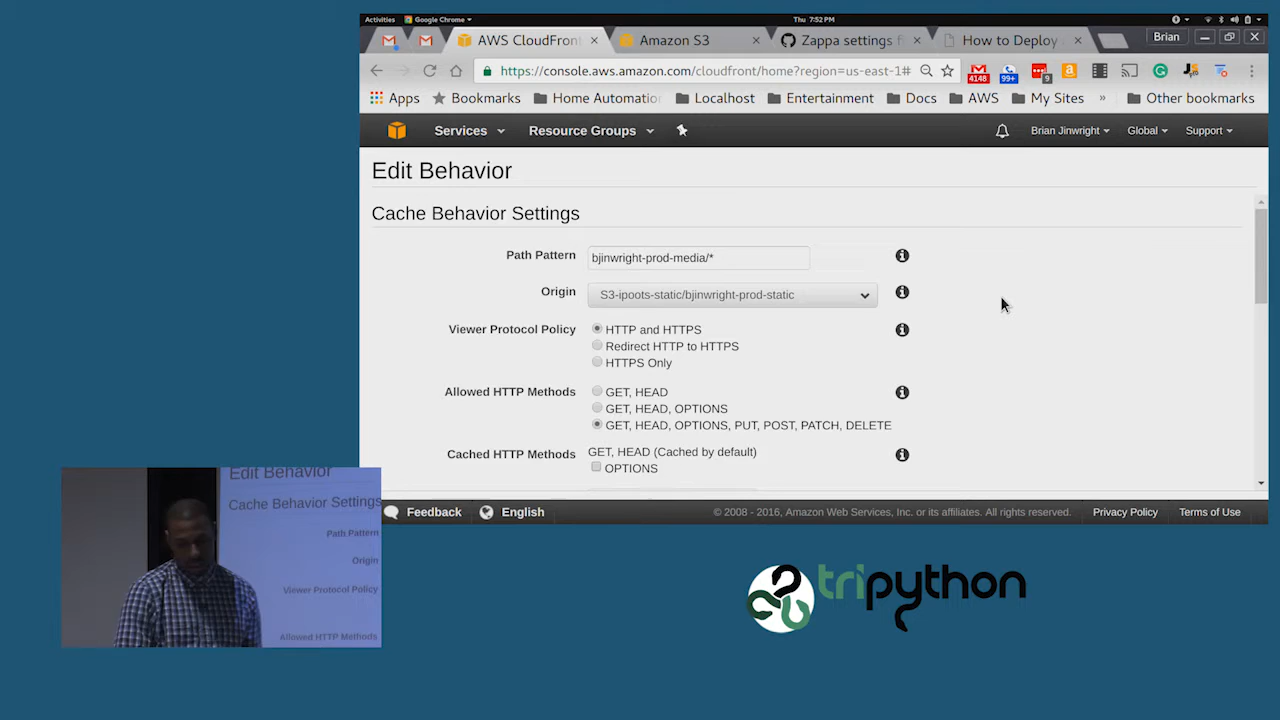 Activities Google Chrome Thu 7:52 PM
AWS CloudFront Amazon S3 Zappa settings f How to Deploy Brian
https://console.aws.amazon.com/cloudfront/home?region=us-east-1# 4148 99+ 9
Apps Bookmarks Home Automation Localhost Entertainment Docs AWS My Sites » Other bookmarks
Services Resource Groups Brian Jinwright Global Support
Edit Behavior
Cache Behavior Settings
Path Pattern bjinwright-prod-media/*
Origin S3-ipoots-static/bjinwright-prod-static
Viewer Protocol Policy HTTP and HTTPS
Redirect HTTP to HTTPS
HTTPS Only
Allowed HTTP Methods GET, HEAD
GET, HEAD, OPTIONS
GET, HEAD, OPTIONS, PUT, POST, PATCH, DELETE
Cached HTTP Methods GET, HEAD (Cached by default)
OPTIONS
Feedback English © 2008 - 2016, Amazon Web Services, Inc. or its affiliates. All rights reserved. Privacy Policy Terms of Use
Edit Behavior
Cache Behavior Settings
Path Pattern
Origin
Viewer Protocol Policy
Allowed HTTP Methods
tripython